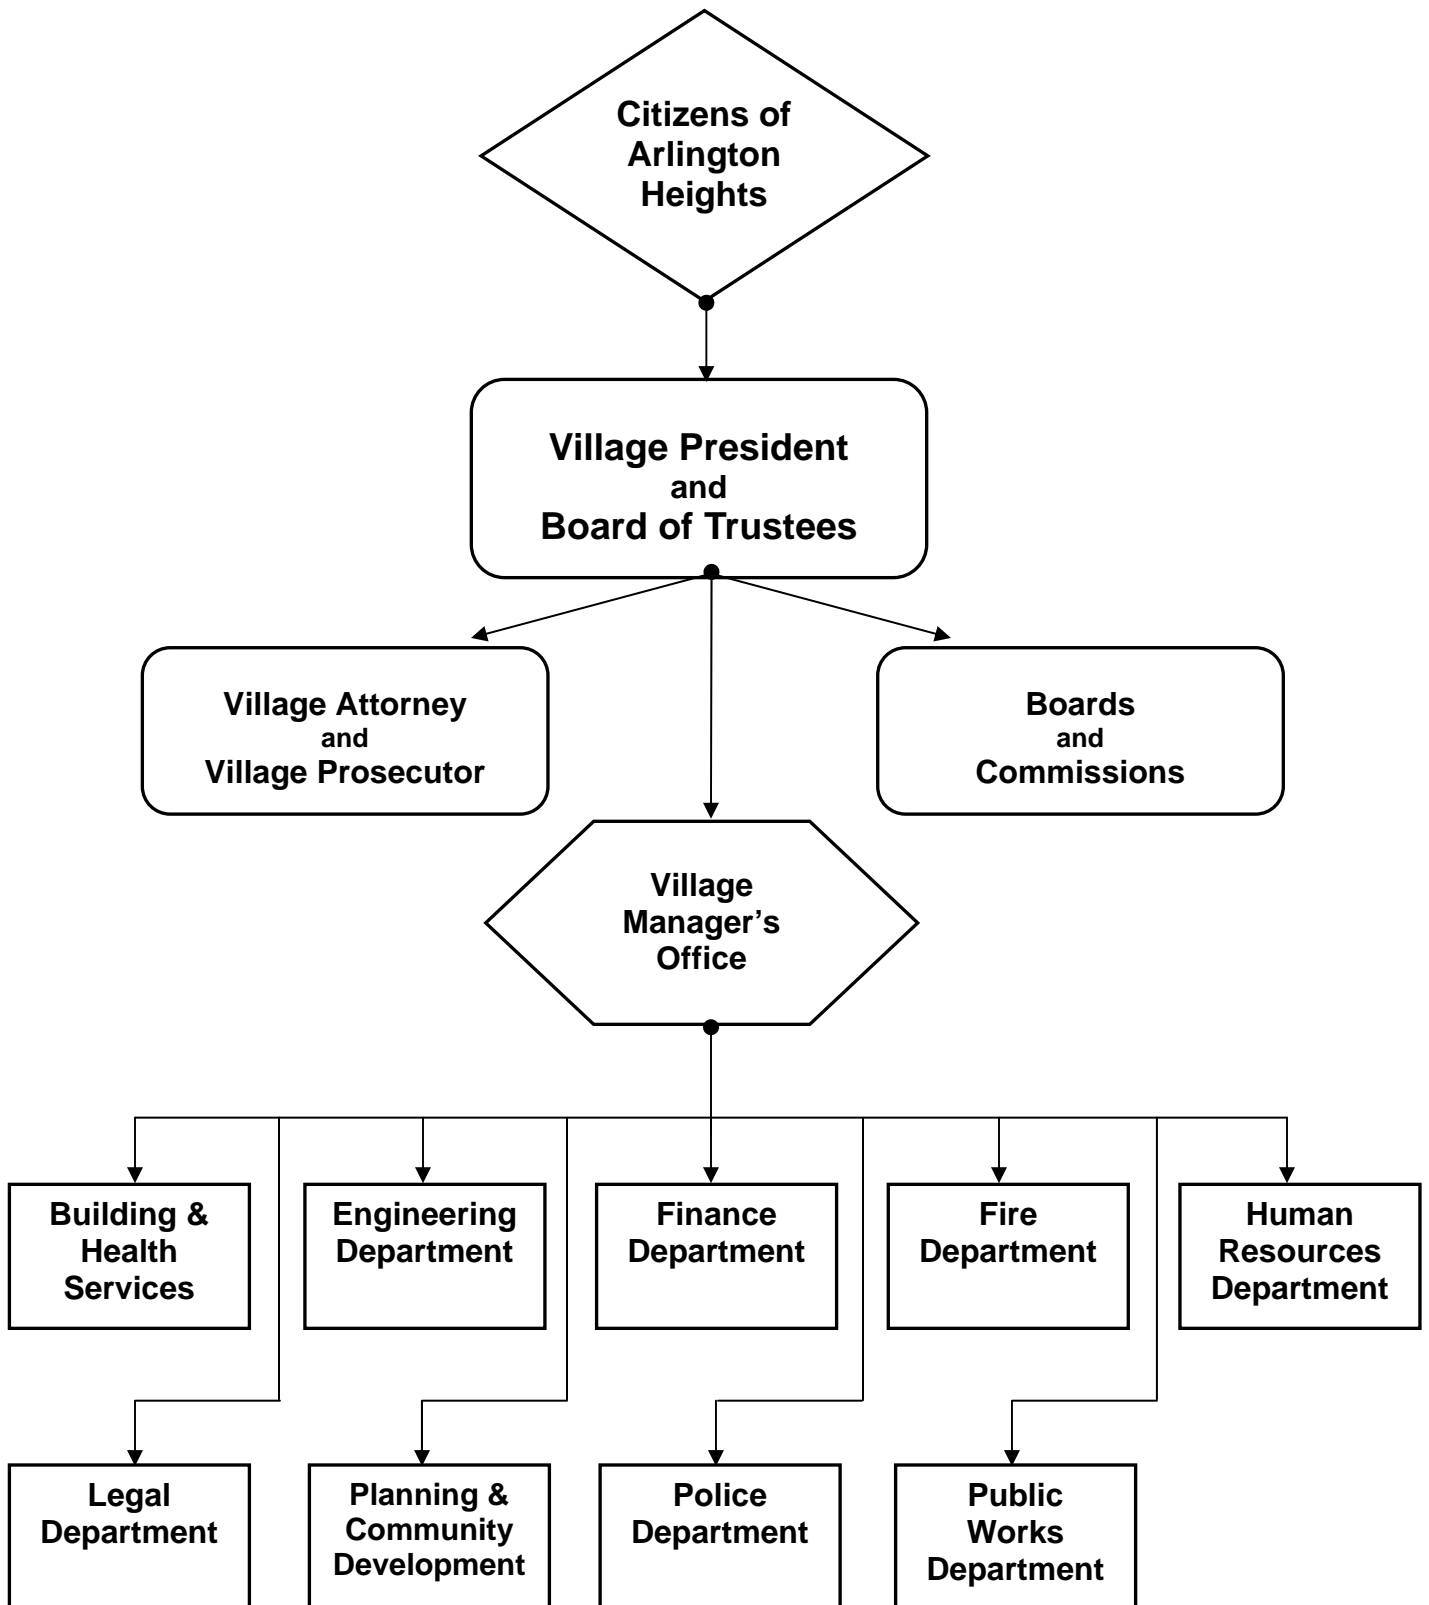 Citizens of
Arlington
Heights
Village President
and
Board of Trustees
Village Attorney
and
Village Prosecutor
Boards
and
Commissions
Village
Manager’s
Office
Building &
Health
Services
Engineering
Department
Finance
Department
Fire
Department
Human
Resources
Department
Legal
Department
Planning &
Community
Development
Police
Department
Public
Works
Department